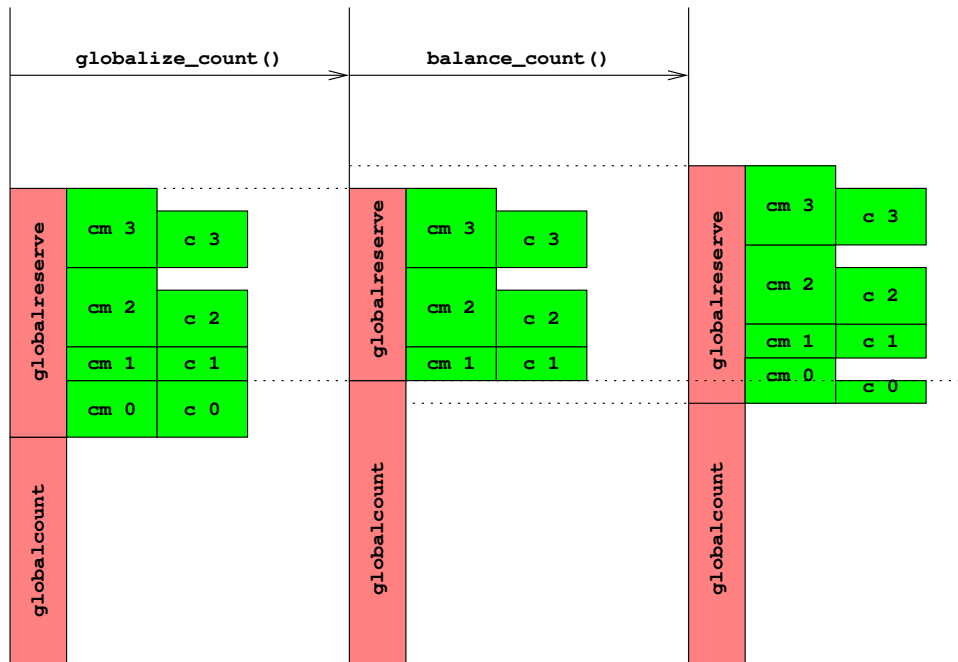 globalize_count()
balance_count()
globalreserve
cm 3
c 3
cm 2
c 2
cm 1
c 1
cm 0
c 0
globalcount
globalreserve
cm 3
c 3
cm 2
c 2
cm 1
c 1
globalcount
globalreserve
cm 3
c 3
cm 2
c 2
cm 1
c 1
cm 0
c 0
globalcount